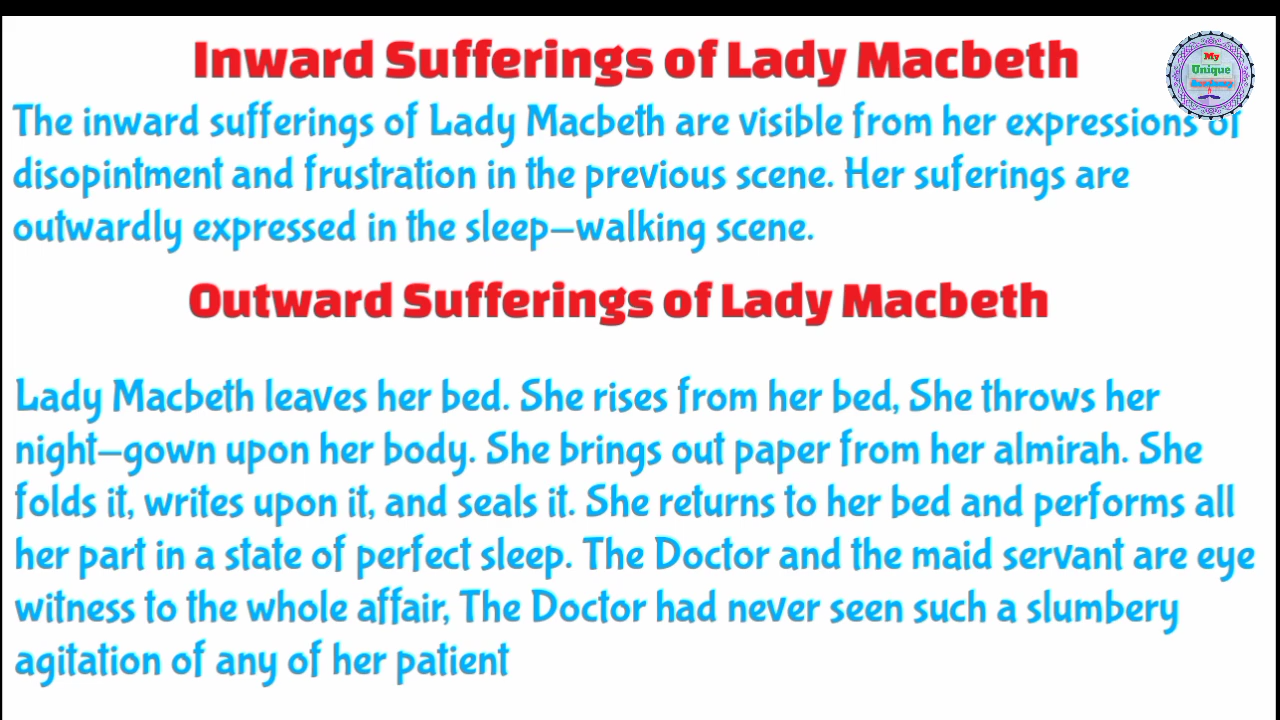 Inward Sufferings of Lady Macbeth
My
Unique
The inward sufferings of Lady Macbeth are visible from her expressions of
disopintment and frustration in the previous scene. Her suferings are
outwardly expressed in the sleep-walking scene.
Outward Sufferings of Lady Macbeth
Lady Macbeth leaves her bed. She rises from her bed, She throws her
night-gown upon her body. She brings out paper from her almirah. She
folds it, writes upon it, and seals it. She returns to her bed and performs all
her part in a state of perfect sleep. The Doctor and the maid servant are eye
witness to the whole affair, The Doctor had never seen such a slumbery
agitation of any of her patient